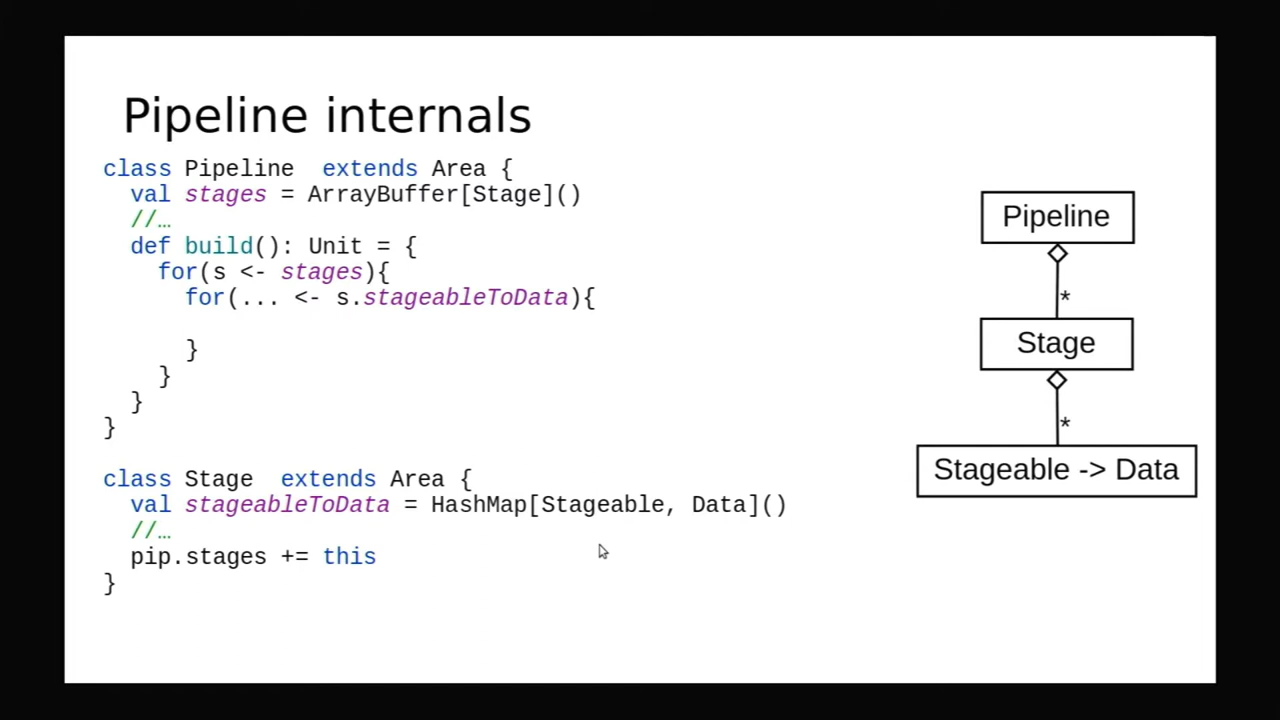 Pipeline internals
class Pipeline  extends Area {
  val stages = ArrayBuffer[Stage]()
  //…
  def build(): Unit = {
    for(s <- stages){
      for(... <- s.stageableToData){
      }
    }
  }
}
class Stage  extends Area {
  val stageableToData = HashMap[Stageable, Data]()
  //…
  pip.stages += this
}
Pipeline
*
Stage
*
Stageable -> Data